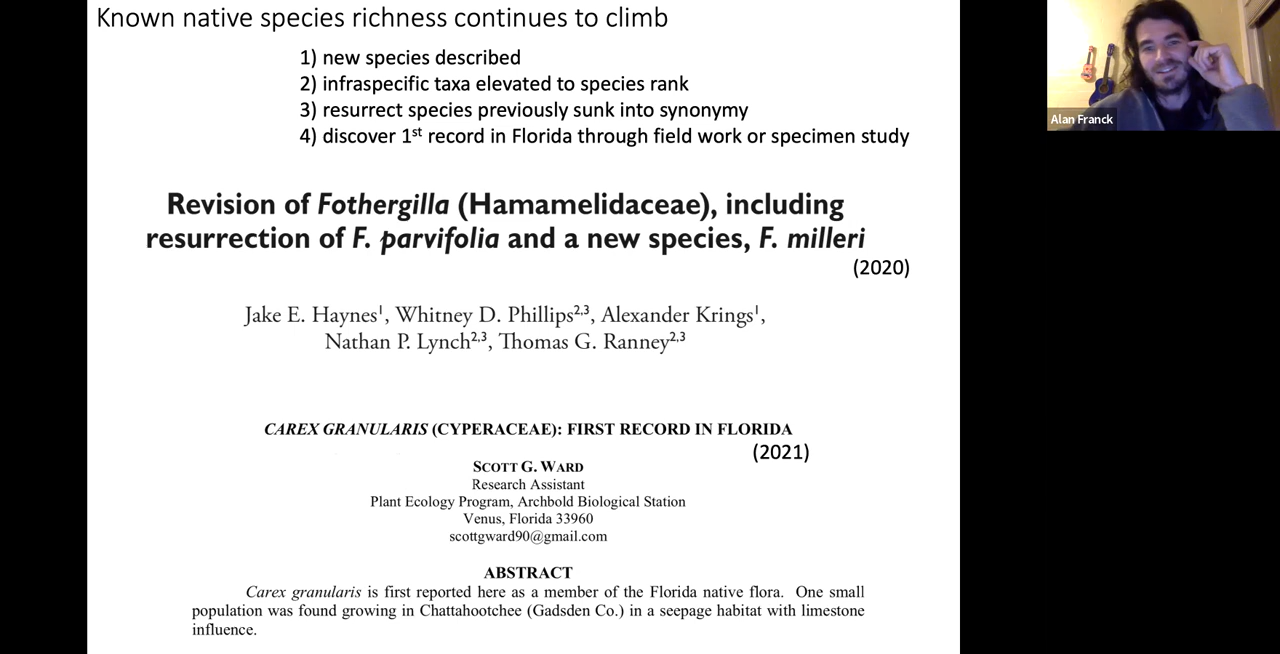 Known native species richness continues to climb
1) new species described
2) infraspecific taxa elevated to species rank
3) resurrect species previously sunk into synonymy
4) discover 1st record in Florida through field work or specimen study
Revision of Fothergilla (Hamamelidaceae), including
resurrection of F. parvifolia and a new species, F. milleri
(2020)
Jake E. Haynes1, Whitney D. Phillips2,3, Alexander Krings1,
Nathan P. Lynch2,3, Thomas G. Ranney2,3
CAREX GRANULARIS (CYPERACEAE): FIRST RECORD IN FLORIDA
(2021)
SCOTT G. WARD
Research Assistant
Plant Ecology Program, Archbold Biological Station
Venus, Florida 33960
scottgward90@gmail.com
ABSTRACT
Carex granularis is first reported here as a member of the Florida native flora. One small
population was found growing in Chattahootchee (Gadsden Co.) in a seepage habitat with limestone
influence.
Alan Franck